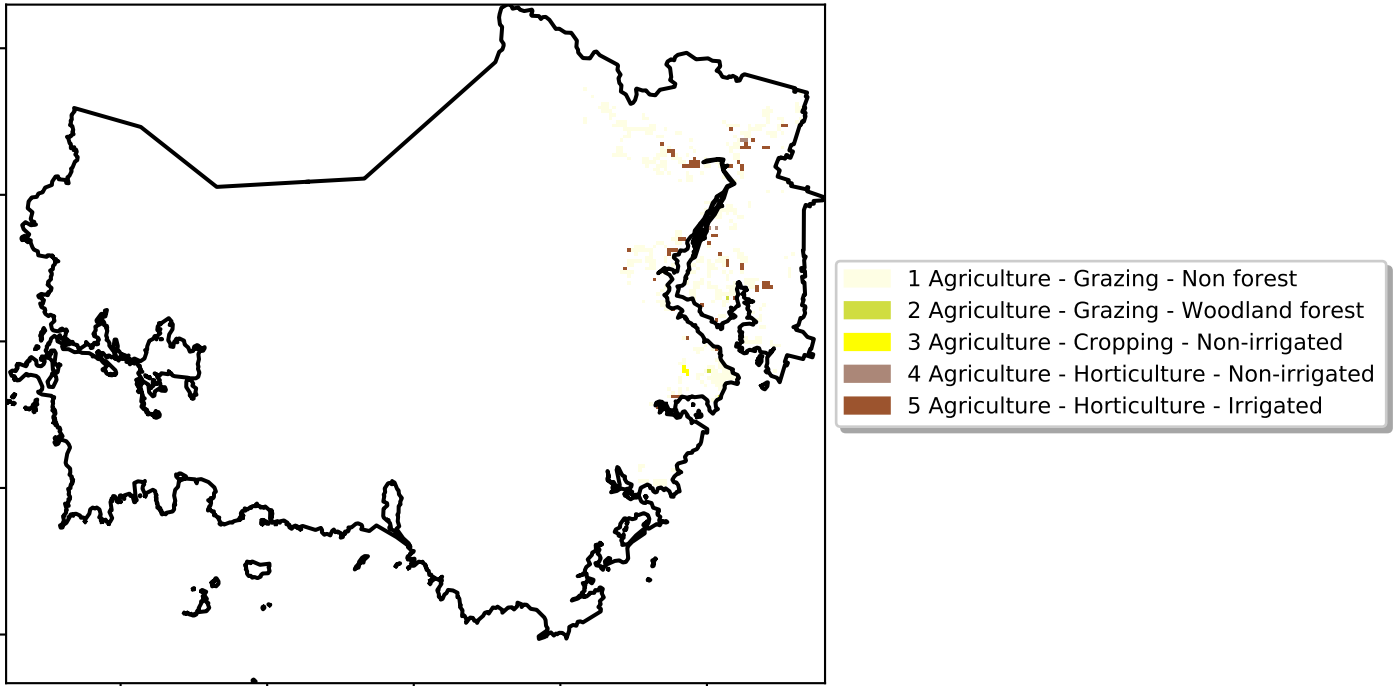 1 Agriculture - Grazing - Non forest
2 Agriculture - Grazing - Woodland forest
3 Agriculture - Cropping - Non-irrigated
4 Agriculture - Horticulture - Non-irrigated
5 Agriculture - Horticulture - Irrigated